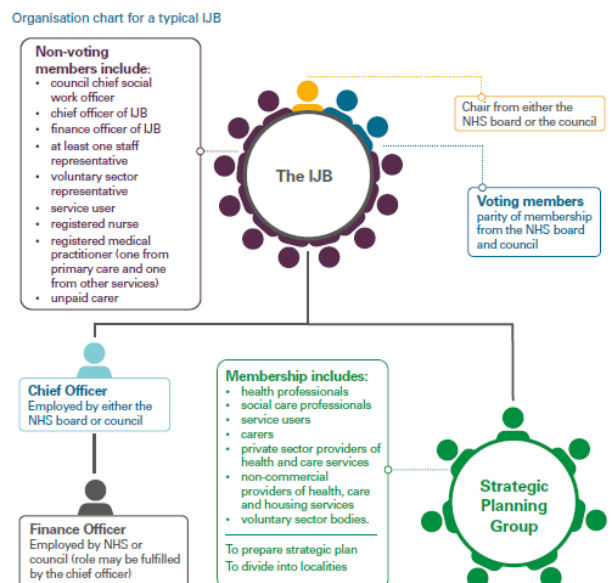 Organisation chart for a typical IJB
Non-voting
members include:
• council chief social
work officer
• chief officer of IJB
• finance officer of IJB
• at least one staff
representative
• voluntary sector
representative
• service user
• registered nurse
• registered medical
practitioner (one from
primary care and one
from other services)
• unpaid carer
The IJB
Chair from either the
NHS board or the council
Voting members
parity of membership
from the NHS board
and council
Chief Officer
Employed by either the
NHS board or council
Finance Officer
Employed by NHS or
council (role may be fulfilled
by the chief officer)
Membership includes:
• health professionals
• social care professionals
• service users
• carers
• private sector providers of
health and care services
• non-commercial
providers of health, care
and housing services
• voluntary sector bodies.
To prepare strategic plan
To divide into localities
Strategic
Planning
Group